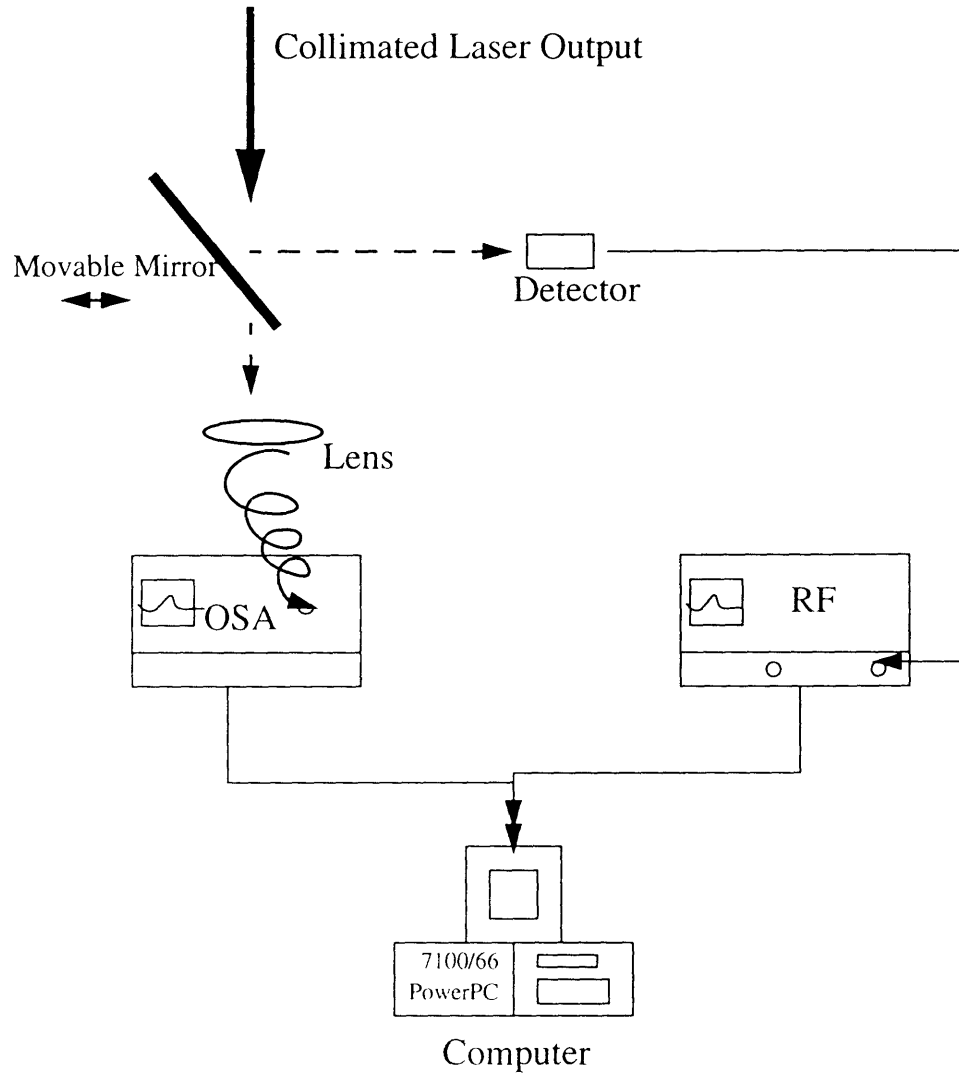 Collimated Laser Output
Movable Mirror
Detector
Lens
OSA
RF
7100/66
PowerPC
Computer